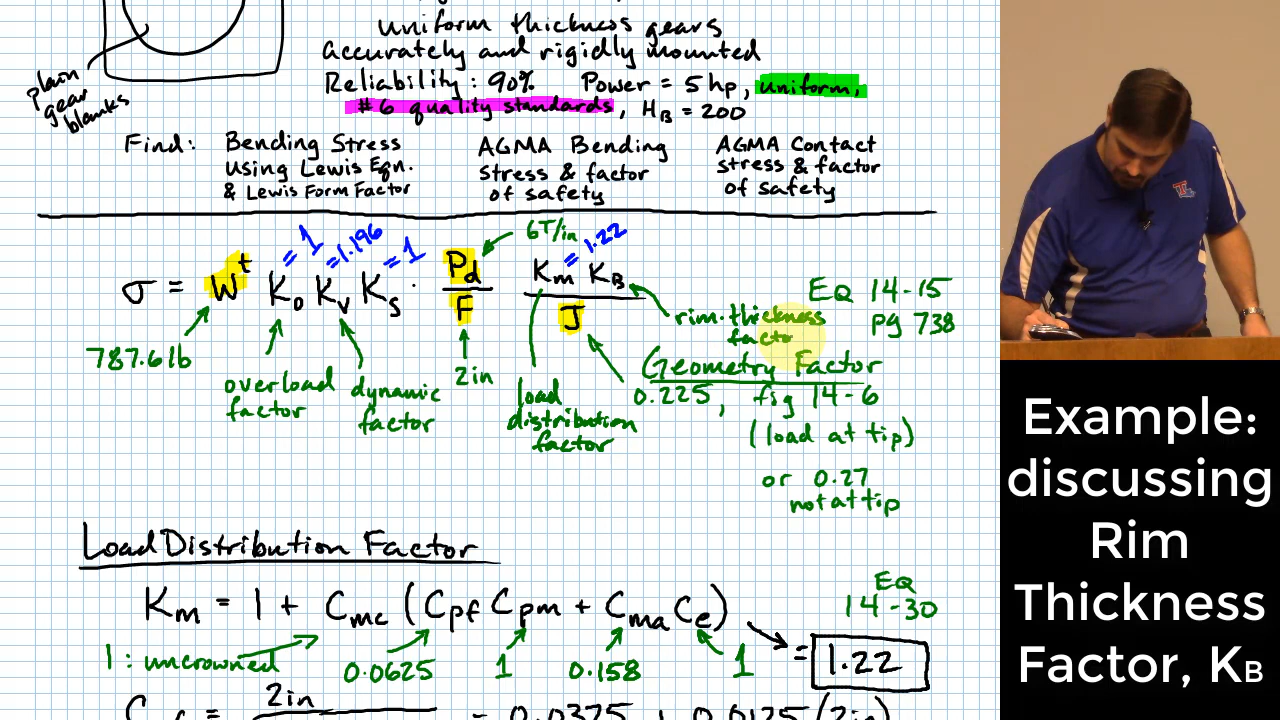 uniform thickness gears
accurately and rigidly mounted
Reliability: 90% Power = 5 hp, uniform,
#6 quality standards, HB = 200
plain
gear
blanks
Find: Bending Stress
using Lewis Eqn.
& Lewis Form Factor
AGMA Bending
stress & factor
of safety
AGMA Contact
stress & factor
of safety
σ = W^t Ko Kv Ks · Pd/F Km KB/J
=1 =1.196 =1 6T/in =1.22
787.6 lb
overload
factor
dynamic
factor
2in
load
distribution
factor
rim-thickness
factor
EQ 14-15
pg 738
Geometry Factor
0.225, fig 14-6
(load at tip)
or 0.27
not at tip
Load Distribution Factor
Km = 1 + Cmc (Cpf Cpm + Cma Ce)
EQ
14-30
1: uncrowned 0.0625 1 0.158 1
= 1.22
2in
= 0.0375 + 0.0125 (2in)
Example:
discussing
Rim
Thickness
Factor, KB